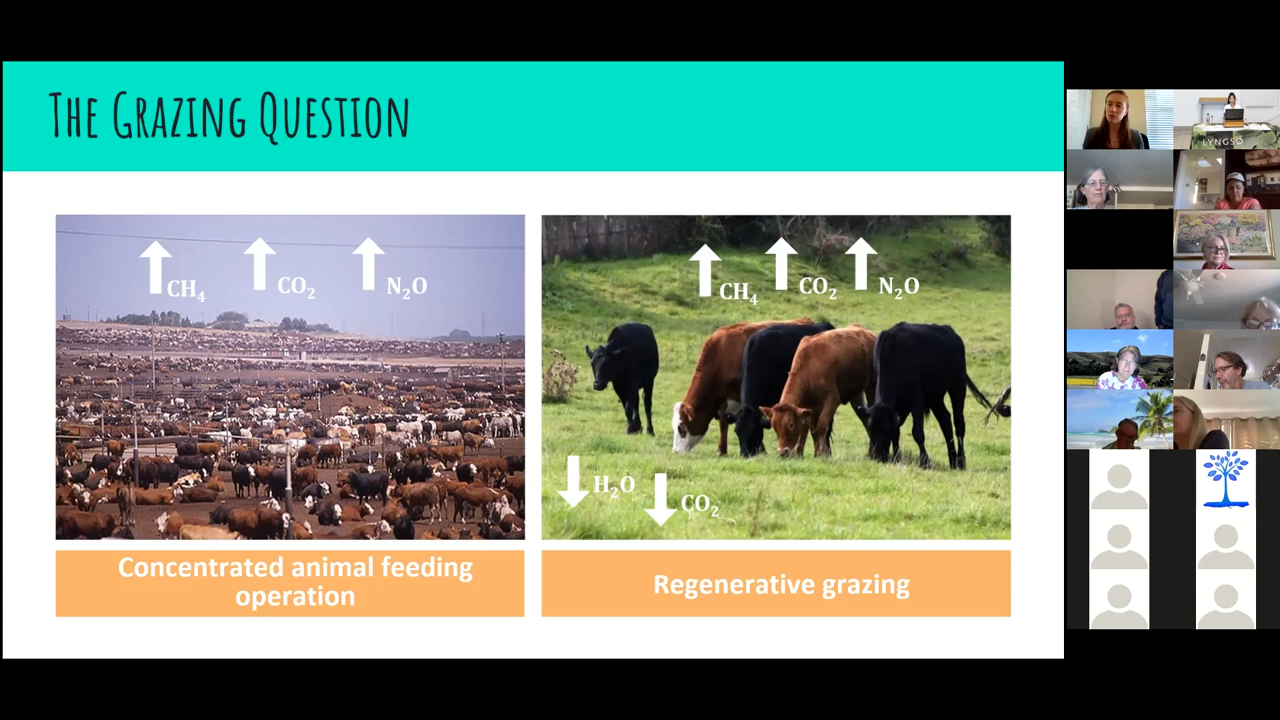 The Grazing Question
CH₄
CO₂
N₂O
CH₄
CO₂
N₂O
H₂O
CO₂
Concentrated animal feeding
operation
Regenerative grazing
LYNGSO